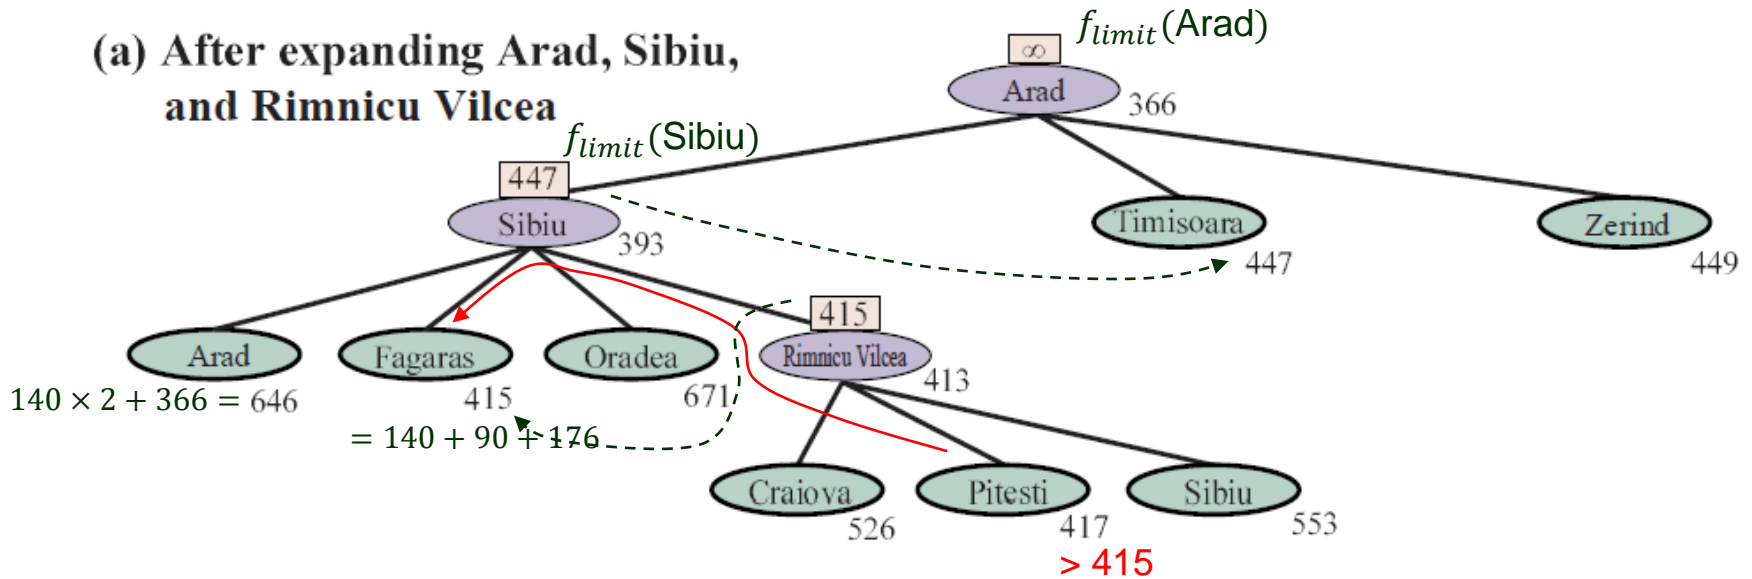 f_limit(Arad)
(a) After expanding Arad, Sibiu,
and Rimnicu Vilcea
∞
Arad
366
f_limit(Sibiu)
447
Sibiu
393
Timisoara
447
Zerind
449
415
Arad
Fagaras
Oradea
Rimnicu Vilcea
413
140 × 2 + 366 = 646
415
671
= 140 + 90 + 176
Craiova
Pitesti
Sibiu
526
417
553
> 415